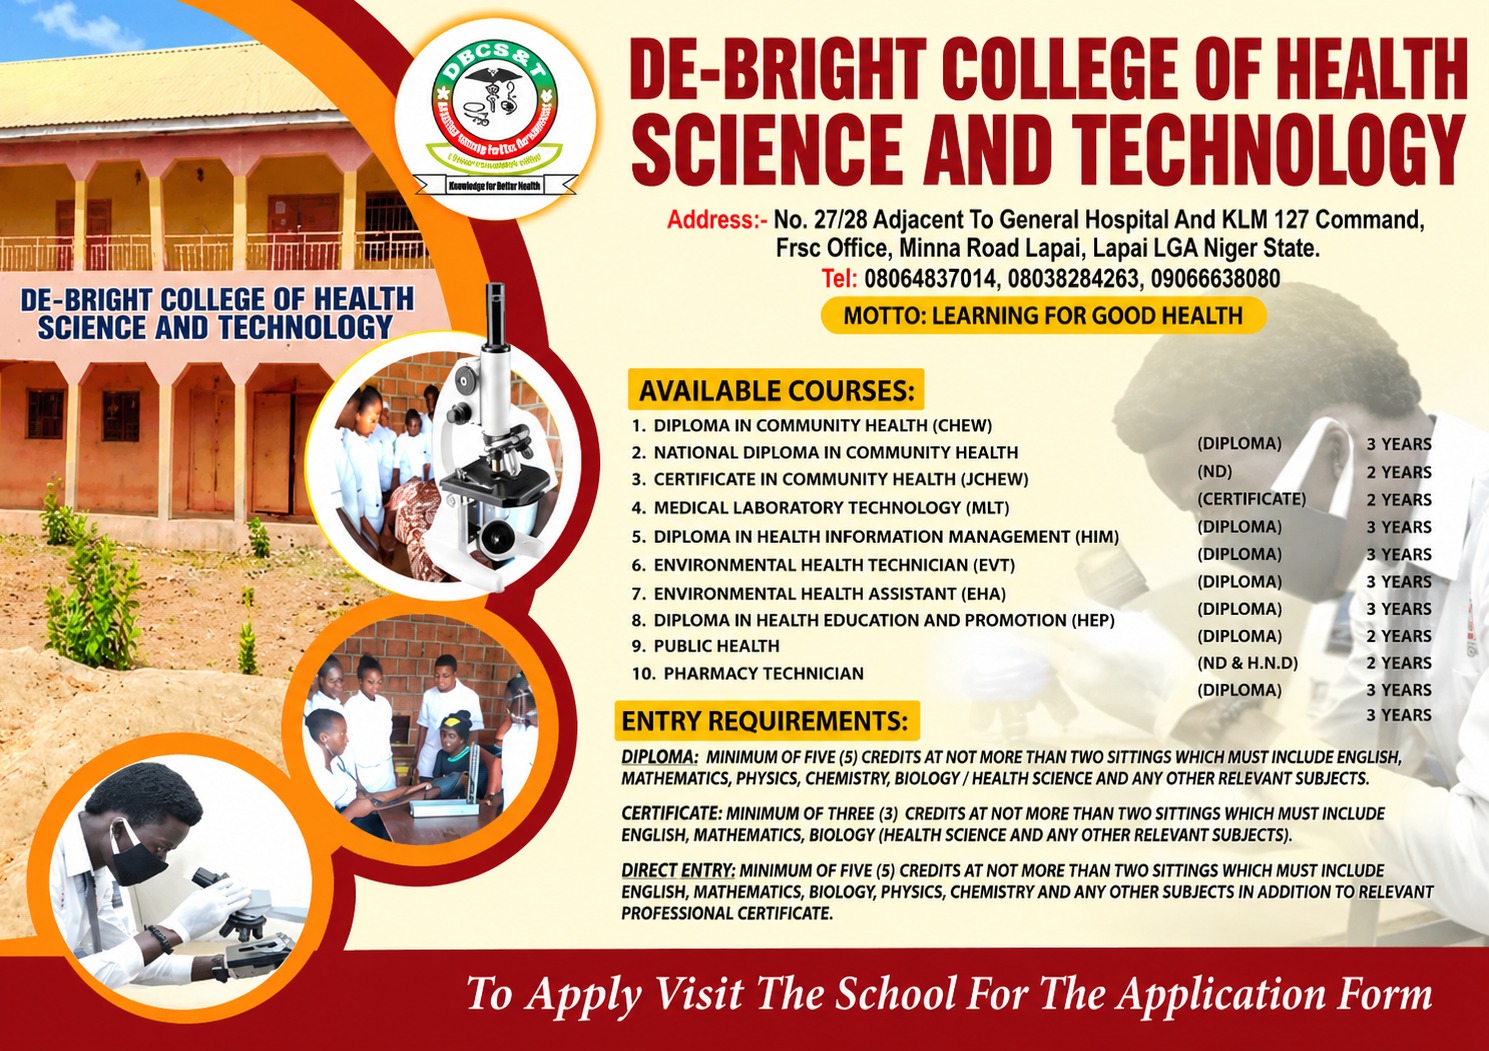 DBCS&T
Knowledge for Better Health
DE-BRIGHT COLLEGE OF HEALTH
SCIENCE AND TECHNOLOGY
Address:- No. 27/28 Adjacent To General Hospital And KLM 127 Command,
Frsc Office, Minna Road Lapai, Lapai LGA Niger State.
Tel: 08064837014, 08038284263, 09066638080
MOTTO: LEARNING FOR GOOD HEALTH
DE-BRIGHT COLLEGE OF HEALTH
SCIENCE AND TECHNOLOGY
AVAILABLE COURSES:
1. DIPLOMA IN COMMUNITY HEALTH (CHEW)
2. NATIONAL DIPLOMA IN COMMUNITY HEALTH
3. CERTIFICATE IN COMMUNITY HEALTH (JCHEW)
4. MEDICAL LABORATORY TECHNOLOGY (MLT)
5. DIPLOMA IN HEALTH INFORMATION MANAGEMENT (HIM)
6. ENVIRONMENTAL HEALTH TECHNICIAN (EVT)
7. ENVIRONMENTAL HEALTH ASSISTANT (EHA)
8. DIPLOMA IN HEALTH EDUCATION AND PROMOTION (HEP)
9. PUBLIC HEALTH
10. PHARMACY TECHNICIAN
(DIPLOMA) 3 YEARS
(ND) 2 YEARS
(CERTIFICATE) 2 YEARS
(DIPLOMA) 3 YEARS
(DIPLOMA) 3 YEARS
(DIPLOMA) 3 YEARS
(DIPLOMA) 3 YEARS
(DIPLOMA) 2 YEARS
(ND & H.N.D) 2 YEARS
(DIPLOMA) 3 YEARS
3 YEARS
ENTRY REQUIREMENTS:
DIPLOMA: MINIMUM OF FIVE (5) CREDITS AT NOT MORE THAN TWO SITTINGS WHICH MUST INCLUDE ENGLISH,
MATHEMATICS, PHYSICS, CHEMISTRY, BIOLOGY / HEALTH SCIENCE AND ANY OTHER RELEVANT SUBJECTS.
CERTIFICATE: MINIMUM OF THREE (3) CREDITS AT NOT MORE THAN TWO SITTINGS WHICH MUST INCLUDE
ENGLISH, MATHEMATICS, BIOLOGY (HEALTH SCIENCE AND ANY OTHER RELEVANT SUBJECTS).
DIRECT ENTRY: MINIMUM OF FIVE (5) CREDITS AT NOT MORE THAN TWO SITTINGS WHICH MUST INCLUDE
ENGLISH, MATHEMATICS, BIOLOGY, PHYSICS, CHEMISTRY AND ANY OTHER SUBJECTS IN ADDITION TO RELEVANT
PROFESSIONAL CERTIFICATE.
To Apply Visit The School For The Application Form